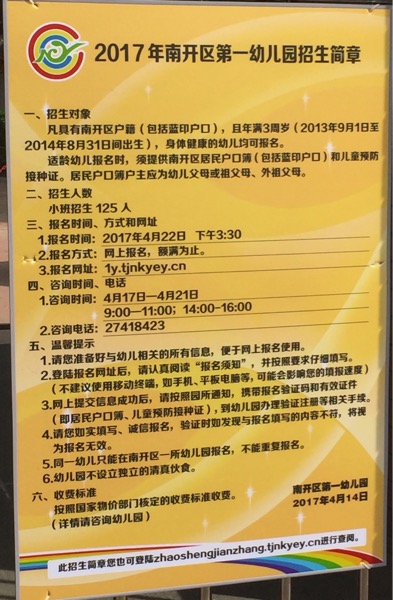 2017年南开区第一幼儿园招生简章
一、招生对象
凡具有南开区户籍（包括蓝印户口），且年满3周岁（2013年9月1日至
2014年8月31日间出生），身体健康的幼儿均可报名。
适龄幼儿报名时，须提供南开区居民户口簿（包括蓝印户口）和儿童预防
接种证。居民户口簿户主应为幼儿父母或祖父母、外祖父母。
二、招生人数
小班招生125人
三、报名时间、方式和网址
1.报名时间：2017年4月22日 下午3:30
2.报名方式：网上报名，额满为止。
3.报名网址：1y.tjnkyey.cn
四、咨询时间、电话
1.咨询时间：4月17日—4月21日
9:00—11:00；14:00-16:00
2.咨询电话：27418423
五、温馨提示
1.请您准备好与幼儿相关的所有信息，便于网上报名使用。
2.登陆报名网址后，请认真阅读“报名须知”，并按照要求仔细填写。
（不建议使用移动终端，如手机、平板电脑等，可能会影响您的填报速度）
3.网上提交信息成功后，请按照园所通知，携带报名验证码和有效证件
（即居民户口簿、儿童预防接种证），到幼儿园办理验证注册等相关手续。
4.请您如实填写、诚信报名，验证时如发现与报名填写的内容不符，将视
为报名无效。
5.同一幼儿只能在南开区一所幼儿园报名，不能重复报名。
6.幼儿园不设立独立的清真伙食。
六、收费标准
按照国家物价部门核定的收费标准收费。
（详情请咨询幼儿园）
南开区第一幼儿园
2017年4月14日
此招生简章您也可登陆zhaoshengjianzhang.tjnkyey.cn进行查阅。